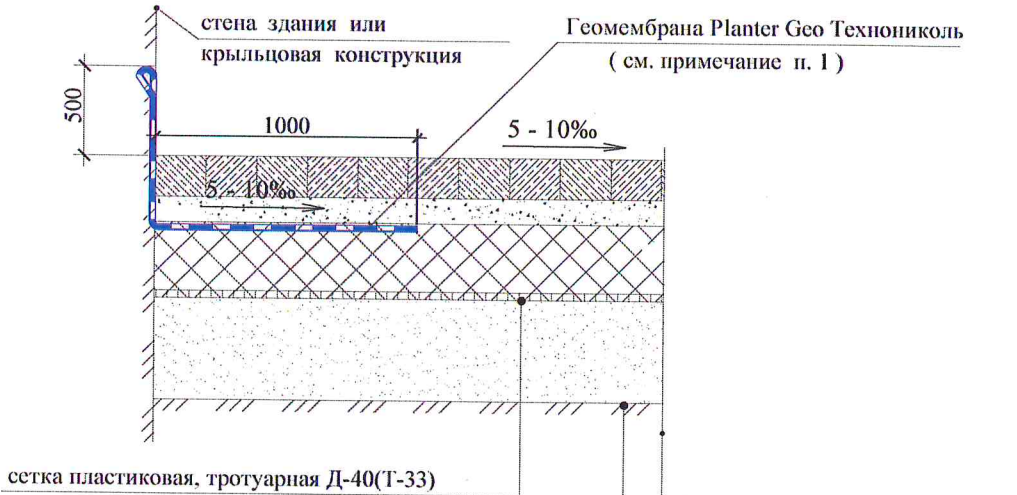 стена здания или
крыльцовая конструкция
Геомембрана Planter Geo Технониколь
( см. примечание п. 1 )
500
1000
5 - 10‰
5 - 10‰
сетка пластиковая, тротуарная Д-40(Т-33)